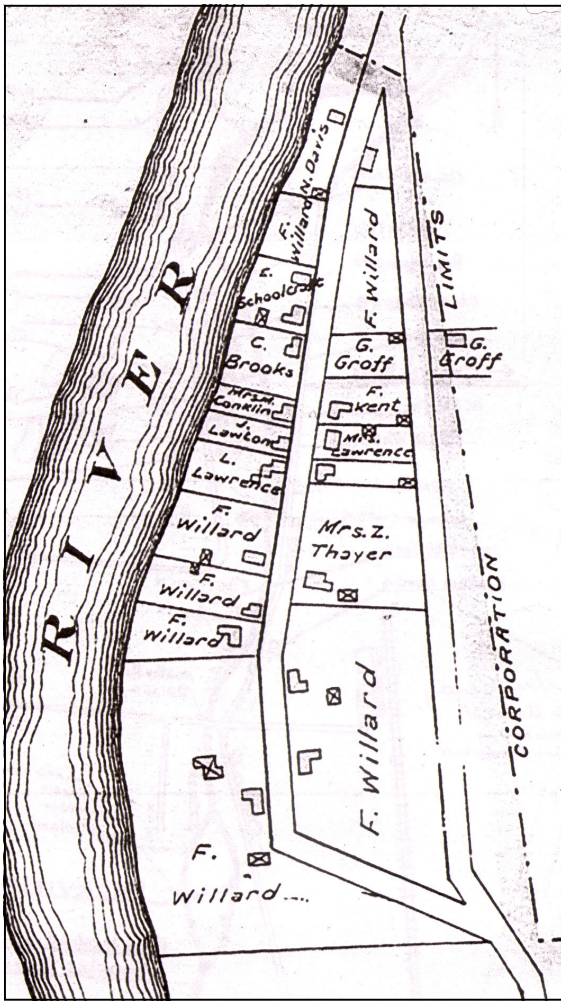 RIVER
N. Davis
F.
Willard
E.
Schoolcraft
C.
Brooks
Mrs. H.
Conklin
J.
Lawton
L.
Lawrence
F.
Willard
F.
Willard
F.
Willard
F.
Willard
F. Willard
G.
Groff
G.
Groff
F.
Kent
Mrs.
Lawrence
Mrs. Z.
Thayer
F. Willard
LIMITS
CORPORATION